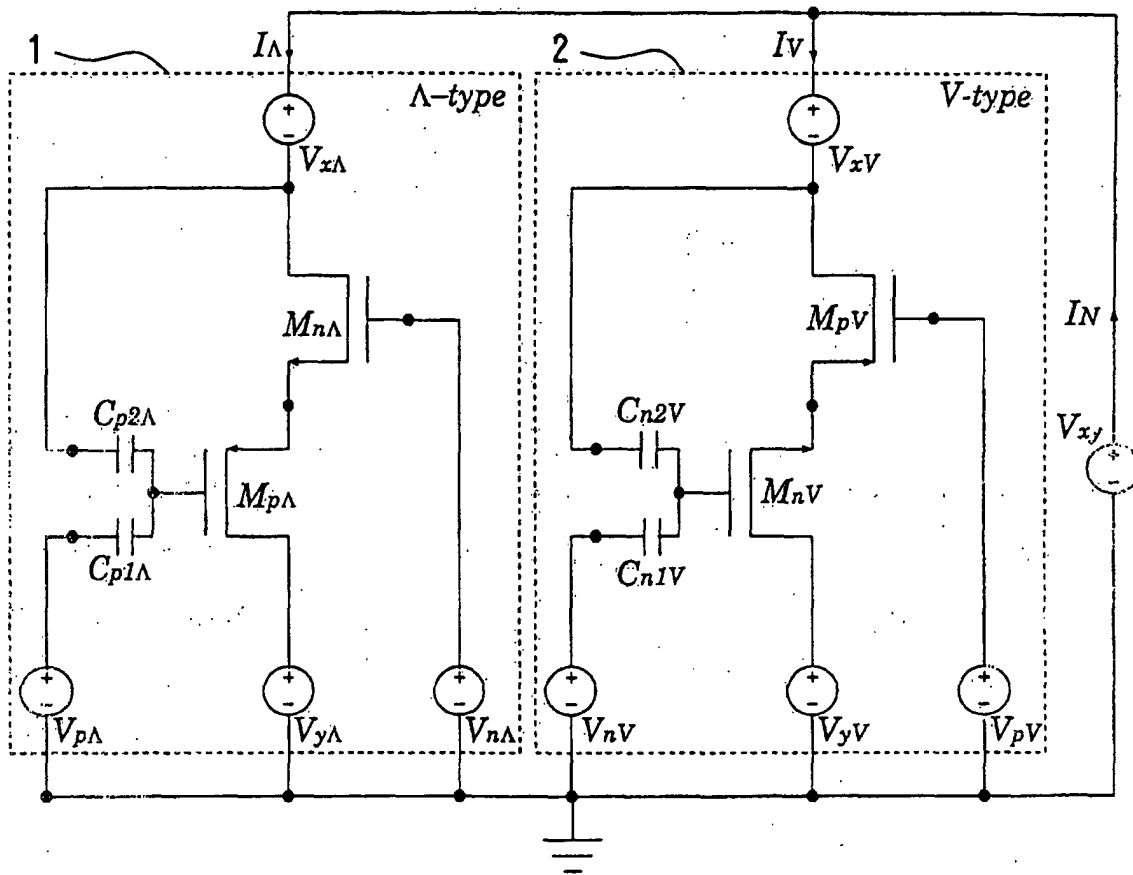 1
IΛ
2
IV
Λ-type
V-type
VxΛ
VxV
MnΛ
MpV
IN
Cp2Λ
Cn2V
Vxy
MpΛ
MnV
Cp1Λ
Cn1V
VpΛ
VyΛ
VnΛ
VnV
VyV
VpV